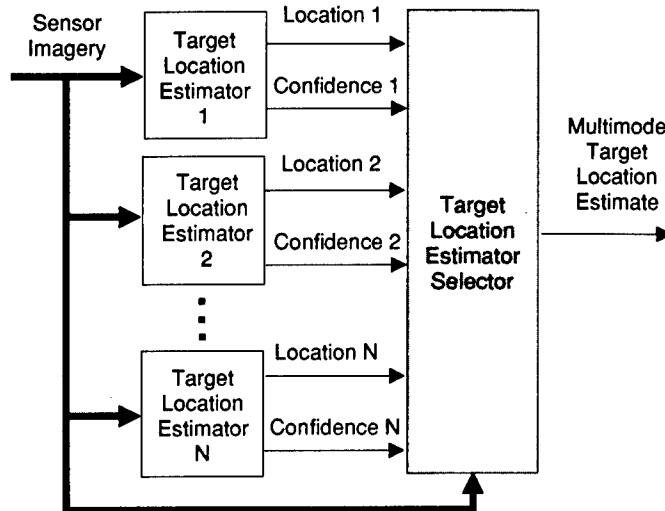 Sensor
Imagery
Target
Location
Estimator
1
Location 1
Confidence 1
Target
Location
Estimator
2
Location 2
Confidence 2
Target
Location
Estimator
N
Location N
Confidence N
Target
Location
Estimator
Selector
Multimode
Target
Location
Estimate